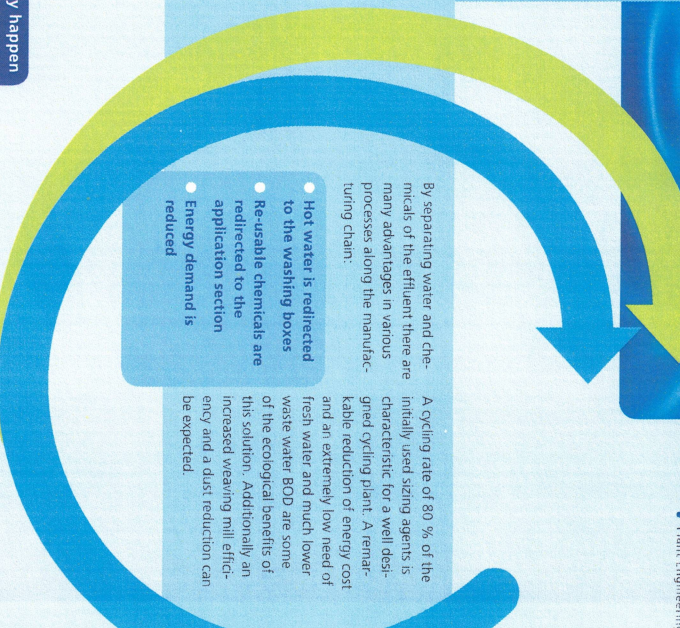 By separating water and che-
micals of the effluent there are
many advantages in various
processes along the manufac-
turing chain:
Hot water is redirected
to the washing boxes
Re-usable chemicals are
redirected to the
application section
Energy demand is
reduced
A cycling rate of 80 % of the
initially used sizing agents is
characteristic for a well desi-
gned cycling plant. A remar-
kable reduction of energy cost
and an extremely low need of
fresh water and much lower
waste water BOD are some
of the ecological benefits of
this solution. Additionally an
increased weaving mill effici-
ency and a dust reduction can
be expected.
y happen